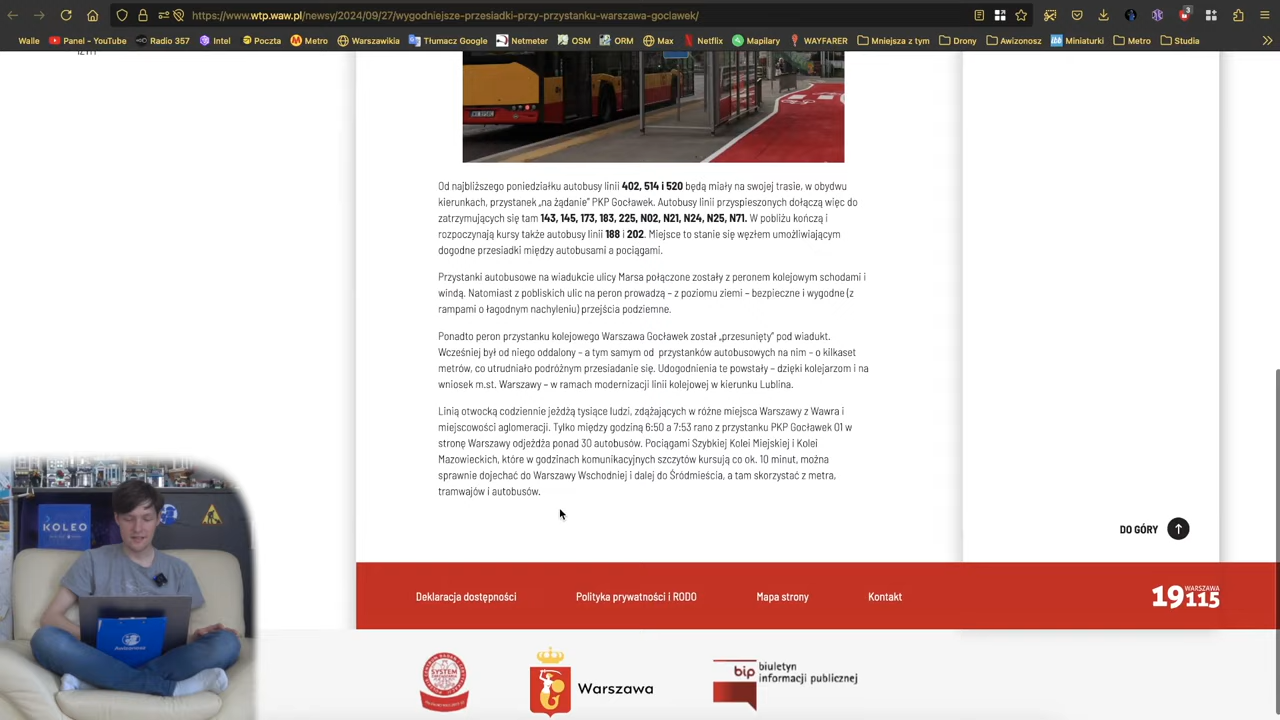 https://www.wtp.waw.pl/newsy/2024/09/27/wygodniejsze-przesiadki-przy-przystanku-warszawa-goclawek/
3
Walle Panel - YouTube Radio 357 Intel Poczta Metro Warszawikia Tłumacz Google Netmeter OSM ORM Max Netflix Mapilary WAYFARER Mniejsza z tym Drony Awizonosz Miniaturki Metro Studia
Od najbliższego poniedziałku autobusy linii 402, 514 i 520 będą miały na swojej trasie, w obydwu
kierunkach, przystanek „na żądanie” PKP Gocławek. Autobusy linii przyspieszonych dołączą więc do
zatrzymujących się tam 143, 145, 173, 183, 225, N02, N21, N24, N25, N71. W pobliżu kończą i
rozpoczynają kursy także autobusy linii 188 i 202. Miejsce to stanie się węzłem umożliwiającym
dogodne przesiadki między autobusami a pociągami.
Przystanki autobusowe na wiadukcie ulicy Marsa połączone zostały z peronem kolejowym schodami i
windą. Natomiast z pobliskich ulic na peron prowadzą – z poziomu ziemi – bezpieczne i wygodne (z
rampami o łagodnym nachyleniu) przejścia podziemne.
Ponadto peron przystanku kolejowego Warszawa Gocławek został „przesunięty” pod wiadukt.
Wcześniej był od niego oddalony – a tym samym od przystanków autobusowych na nim – o kilkaset
metrów, co utrudniało podróżnym przesiadanie się. Udogodnienia te powstały – dzięki kolejarzom i na
wniosek m.st. Warszawy – w ramach modernizacji linii kolejowej w kierunku Lublina.
Linią otwocką codziennie jeżdżą tysiące ludzi, zdążających w różne miejsca Warszawy z Wawra i
miejscowości aglomeracji. Tylko między godziną 6:50 a 7:53 rano z przystanku PKP Gocławek 01 w
stronę Warszawy odjeżdża ponad 30 autobusów. Pociągami Szybkiej Kolei Miejskiej i Kolei
Mazowieckich, które w godzinach komunikacyjnych szczytów kursują co ok. 10 minut, można
sprawnie dojechać do Warszawy Wschodniej i dalej do Śródmieścia, a tam skorzystać z metra,
tramwajów i autobusów.
KOLEO
DO GÓRY
Deklaracja dostępności Polityka prywatności i RODO Mapa strony Kontakt
WARSZAWA
19115
SYSTEM
Warszawa
bip biuletyn
informacji publicznej